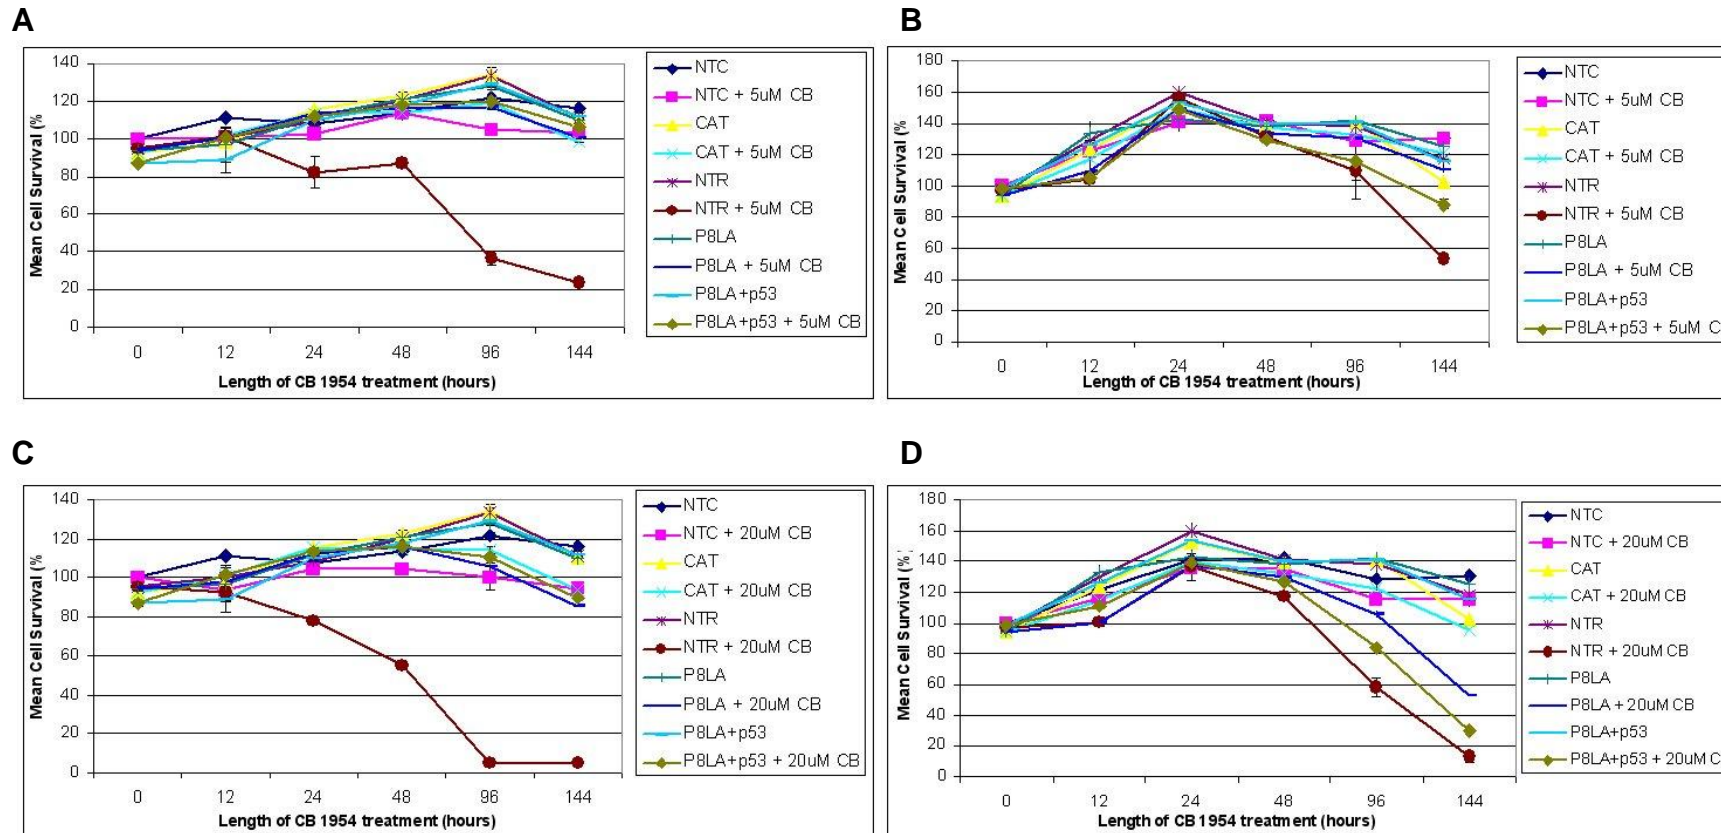 A
Mean Cell Survival (%
140
120
100
80
60
40
20
0
0 12 24 48 96 144
Length of CB 1954 treatment (hours)
NTC
NTC + 5uM CB
CAT
CAT + 5uM CB
NTR
NTR + 5uM CB
P8LA
P8LA + 5uM CB
P8LA+p53
P8LA+p53 + 5uM CB
B
Mean Cell Survival (%
180
160
140
120
100
80
60
40
20
0
0 12 24 48 96 144
Length of CB 1954 treatment (hours)
NTC
NTC + 5uM CB
CAT
CAT + 5uM CB
NTR
NTR + 5uM CB
P8LA
P8LA + 5uM CB
P8LA+p53
P8LA+p53 + 5uM C
C
Mean Cell Survival (%
140
120
100
80
60
40
20
0
0 12 24 48 96 144
Length of CB 1954 treatment (hours)
NTC
NTC + 20uM CB
CAT
CAT + 20uM CB
NTR
NTR + 20uM CB
P8LA
P8LA + 20uM CB
P8LA+p53
P8LA+p53 + 20uM CB
D
Mean Cell Survival (%
180
160
140
120
100
80
60
40
20
0
0 12 24 48 96 144
Length of CB 1954 treatment (hours)
NTC
NTC + 20uM CB
CAT
CAT + 20uM CB
NTR
NTR + 20uM CB
P8LA
P8LA + 20uM CB
P8LA+p53
P8LA+p53 + 20uM C